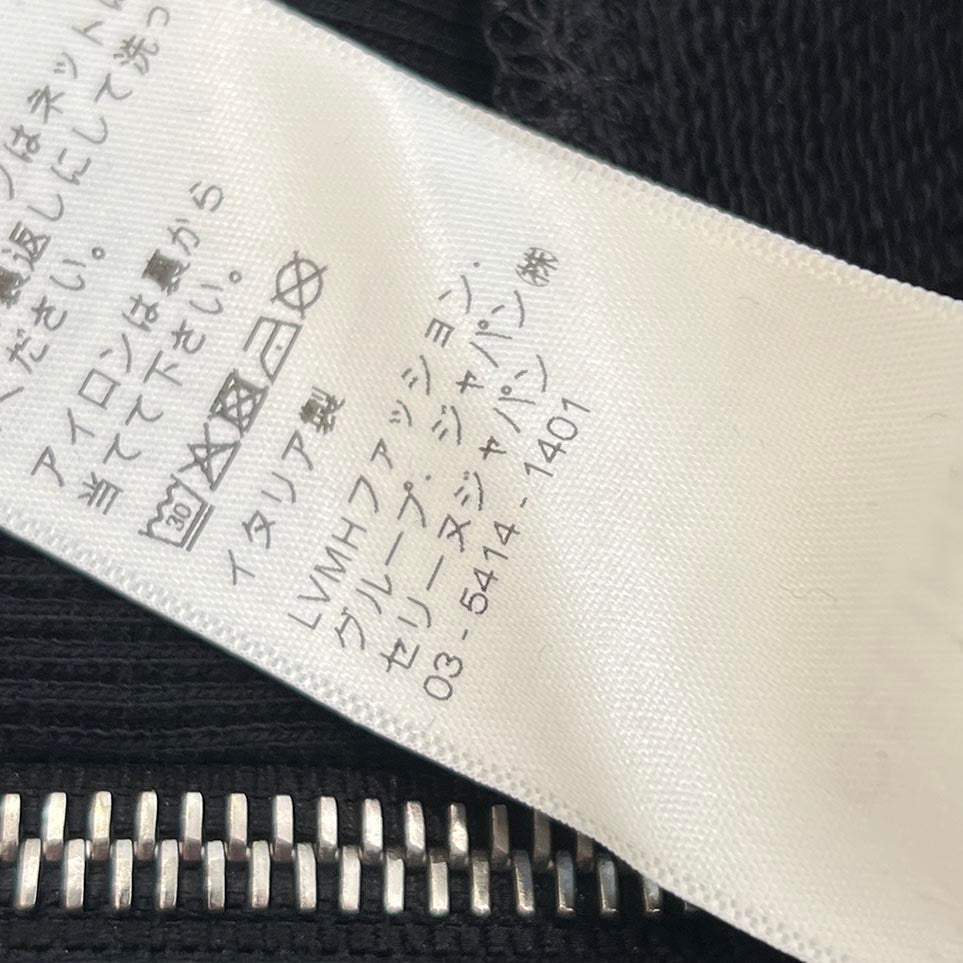 はネット
裏返しにして洗っ
ください。
アイロンは裏から
当てて下さい。
30
イタリア製
LVMHファッション.
グループ.ジャパン㈱
セリーヌジャパン
03-5414-1401